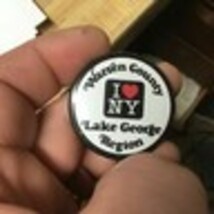 Warren County
I ❤ NY
Lake George
Region